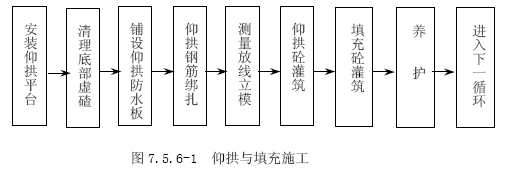 安装仰拱平台
清理底部虚碴
铺设仰拱防水板
仰拱钢筋绑扎
测量放线立模
仰拱砼灌筑
填充砼灌筑
养护
进入下一循环
图 7.5.6-1 仰拱与填充施工